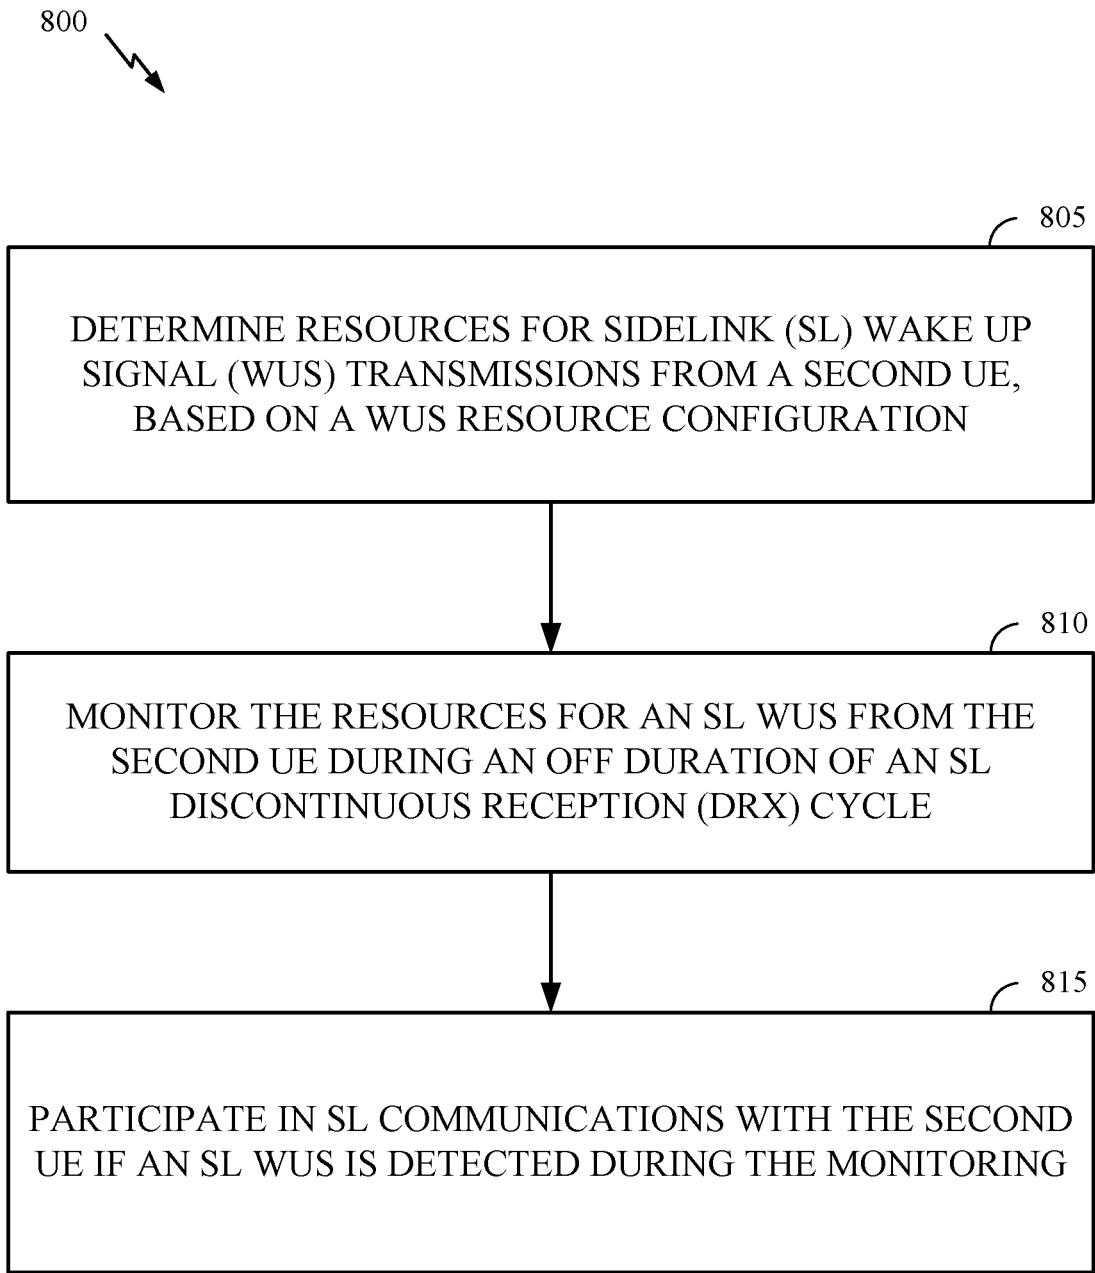 800
805
DETERMINE RESOURCES FOR SIDELINK (SL) WAKE UP
SIGNAL (WUS) TRANSMISSIONS FROM A SECOND UE,
BASED ON A WUS RESOURCE CONFIGURATION
810
MONITOR THE RESOURCES FOR AN SL WUS FROM THE
SECOND UE DURING AN OFF DURATION OF AN SL
DISCONTINUOUS RECEPTION (DRX) CYCLE
815
PARTICIPATE IN SL COMMUNICATIONS WITH THE SECOND
UE IF AN SL WUS IS DETECTED DURING THE MONITORING